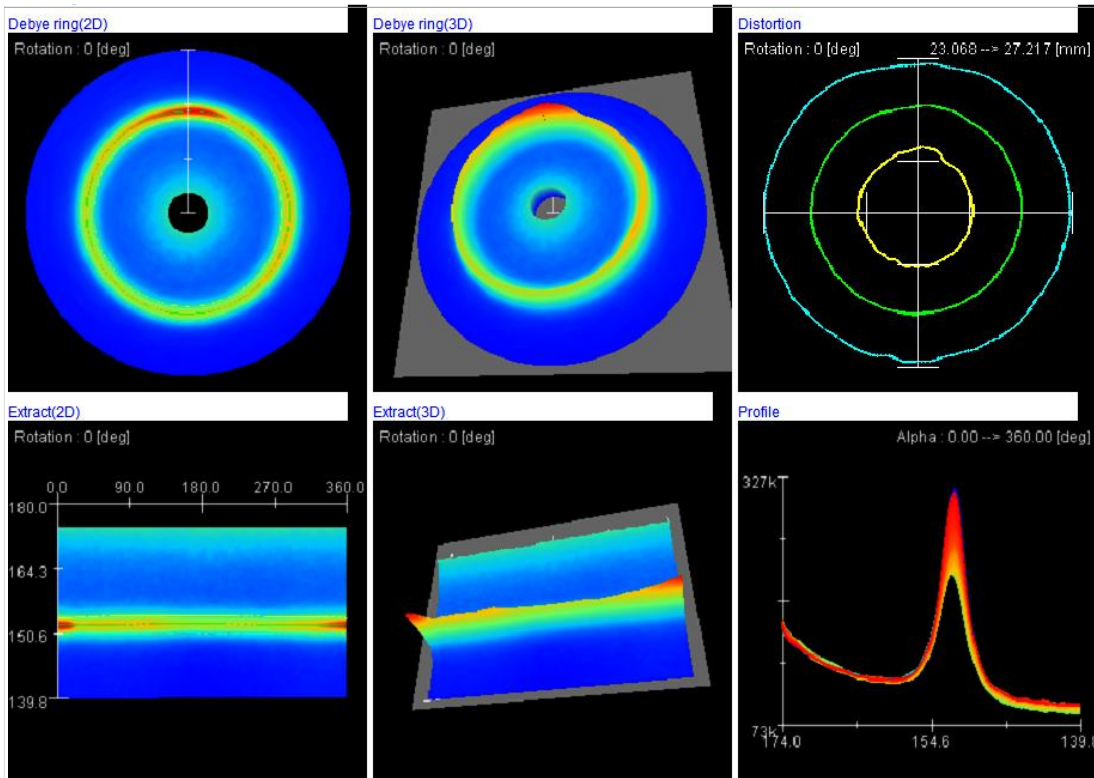 Debye ring(2D)
Rotation : 0 [deg]
Debye ring(3D)
Rotation : 0 [deg]
Distortion
Rotation : 0 [deg]
23.068 --> 27.217 [mm]
Extract(2D)
Rotation : 0 [deg]
0.0 90.0 180.0 270.0 360.0
180.0
164.3
150.6
139.8
Extract(3D)
Rotation : 0 [deg]
Profile
Alpha : 0.00 --> 360.00 [deg]
327k
73k
174.0 154.6